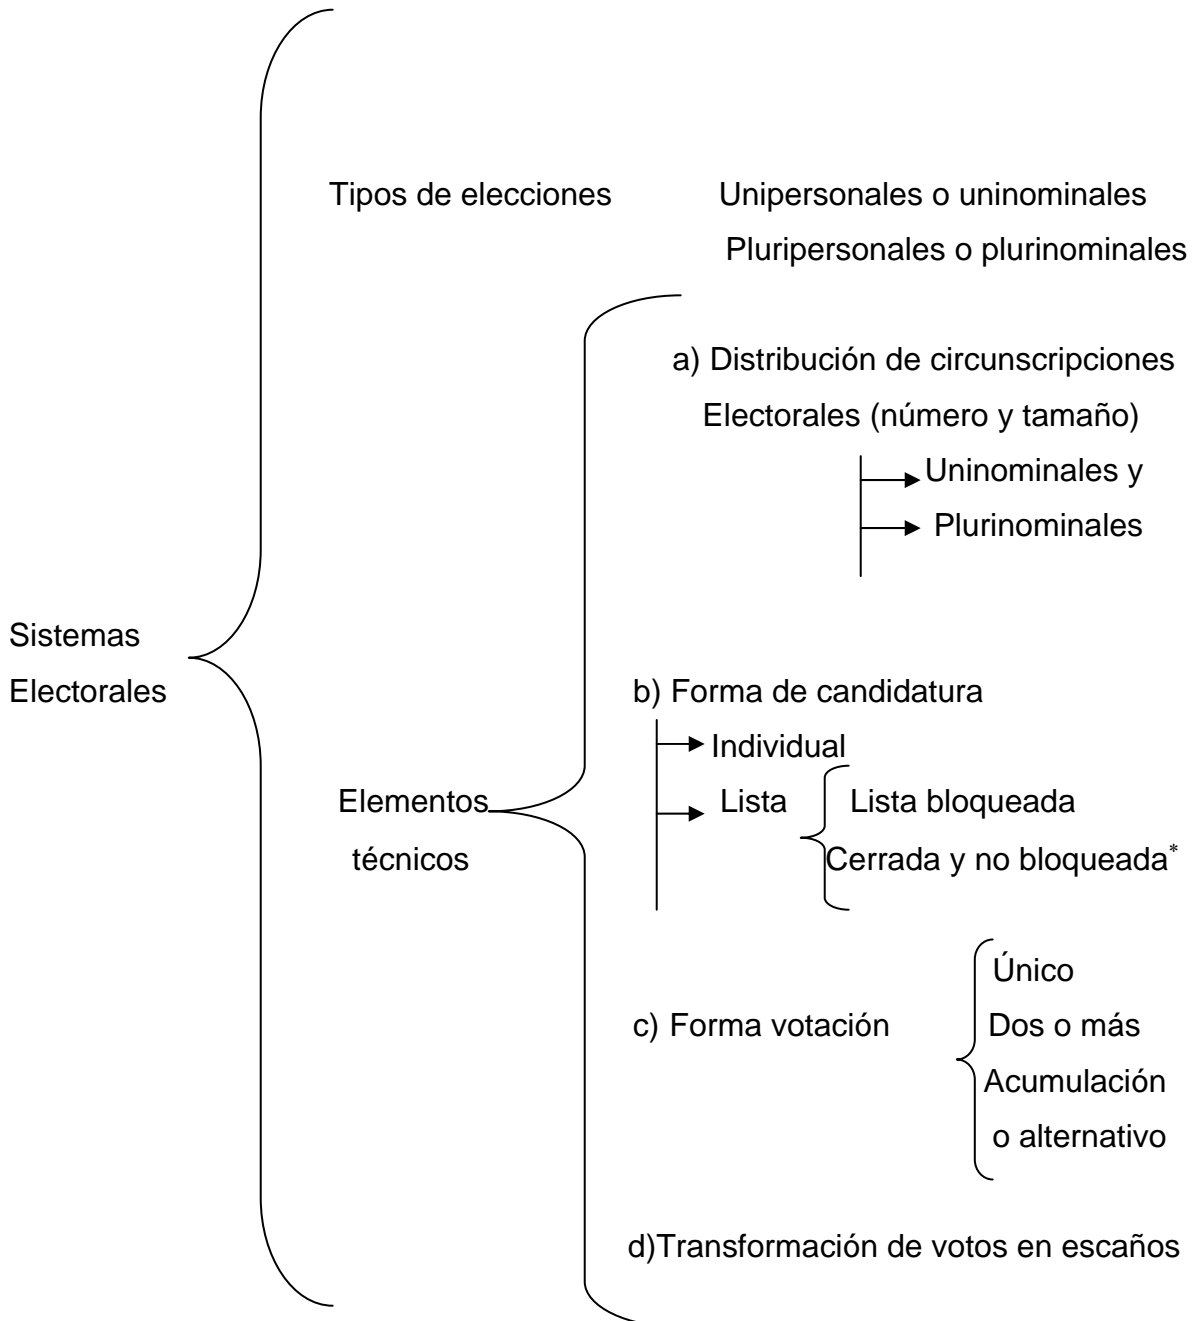 Tipos de elecciones Unipersonales o uninominales
Pluripersonales o plurinominales
a) Distribución de circunscripciones
Electorales (número y tamaño)
Uninominales y
Plurinominales
Sistemas
Electorales
b) Forma de candidatura
Individual
Elementos
técnicos
Lista
Lista bloqueada
Cerrada y no bloqueada*
c) Forma votación
Único
Dos o más
Acumulación
o alternativo
d)Transformación de votos en escaños